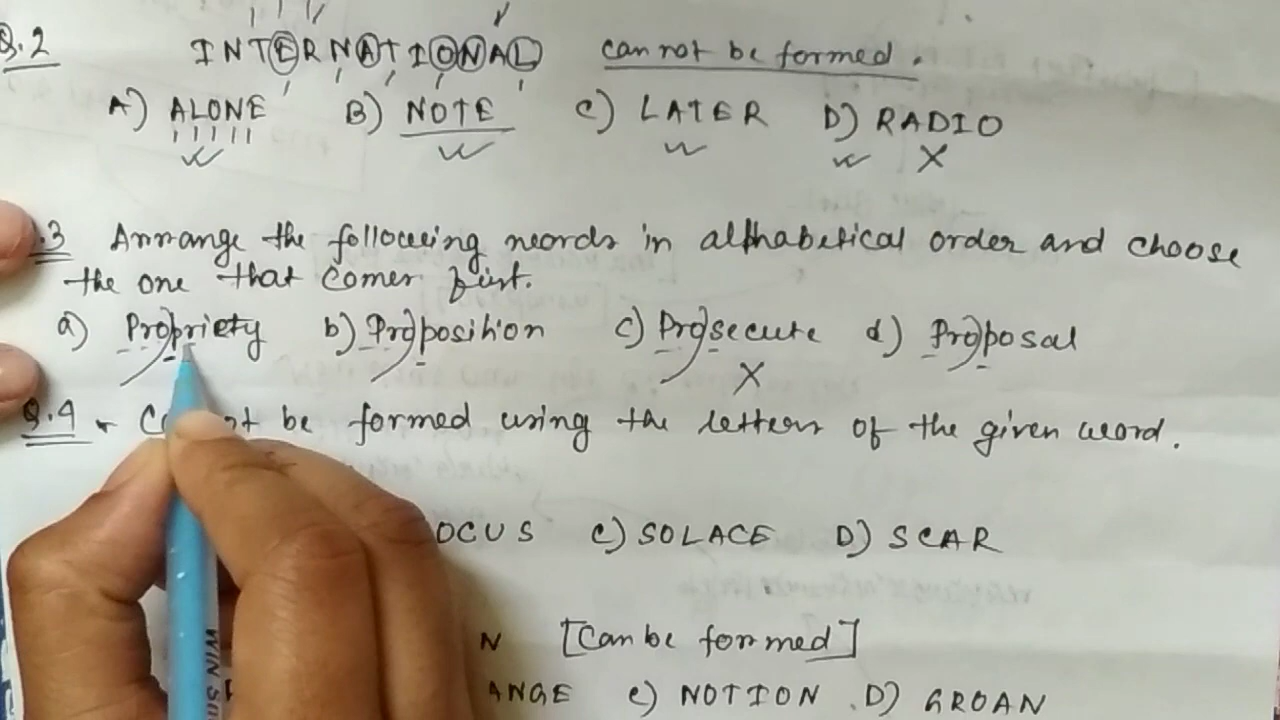 Q.2 INTERNATIONAL cannot be formed.
A) ALONE B) NOTE C) LATER D) RADIO
.3 Arrange the following words in alphabetical order and choose
the one that comes first.
a) Propriety b) Proposition c) Prosecute d) Proposal
Q.4 be formed using the letters of the given word.
OCUS C) SOLACE D) SCAR
N [Can be formed]
ANGE C) NOTION D) GROAN